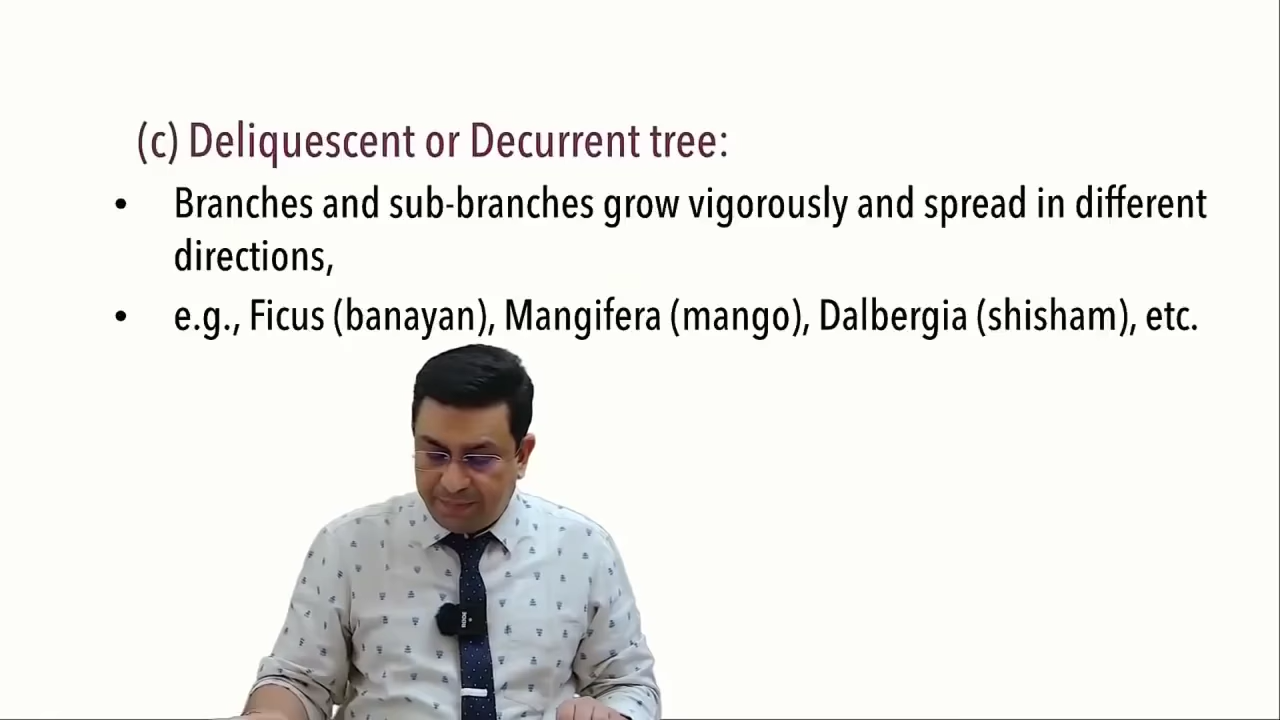 (c) Deliquescent or Decurrent tree:
• Branches and sub-branches grow vigorously and spread in different
directions,
• e.g., Ficus (banayan), Mangifera (mango), Dalbergia (shisham), etc.